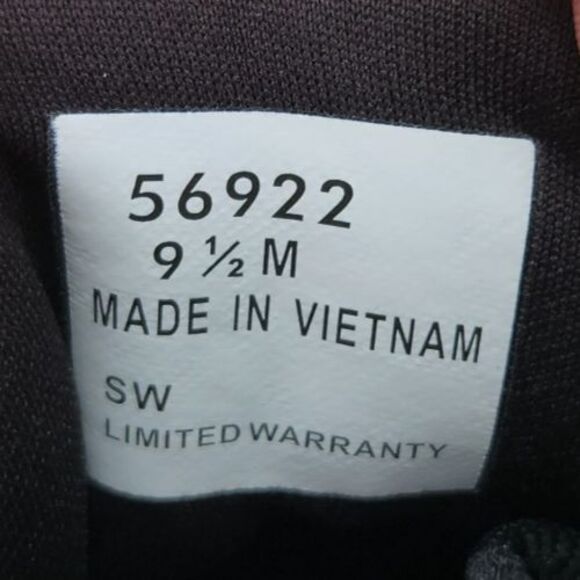 56922
9 ½ M
MADE IN VIETNAM
SW
LIMITED WARRANTY